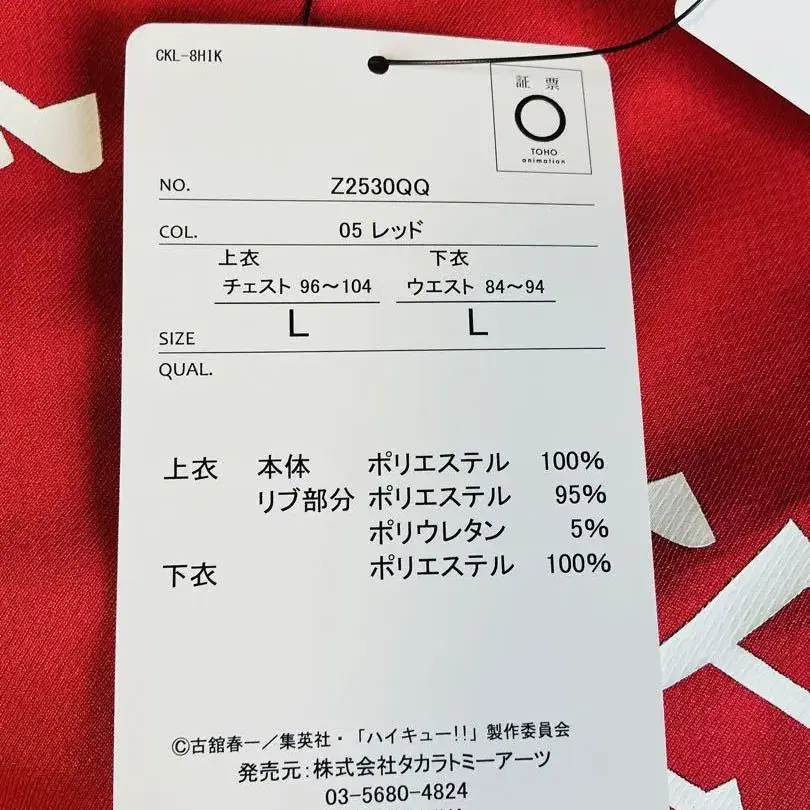 CKL-8HIK
証票
TOHO
animation
NO. Z2530QQ
COL. 05 レッド
上衣 下衣
チェスト 96～104 ウエスト 84～94
SIZE L L
QUAL.
上衣 本体 ポリエステル 100%
リブ部分 ポリエステル 95%
ポリウレタン 5%
下衣 ポリエステル 100%
©古舘春一／集英社・「ハイキュー!!」製作委員会
発売元:株式会社タカラトミーアーツ
03-5680-4824